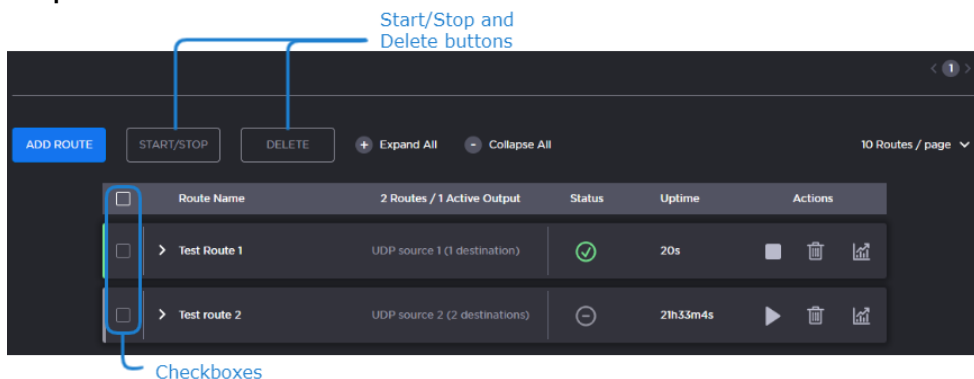 Start/Stop and
Delete buttons
< 1 >
ADD ROUTE START/STOP DELETE + Expand All - Collapse All 10 Routes / page
Route Name 2 Routes / 1 Active Output Status Uptime Actions
Test Route 1 UDP source 1 (1 destination) 20s
Test route 2 UDP source 2 (2 destinations) 21h33m4s
Checkboxes